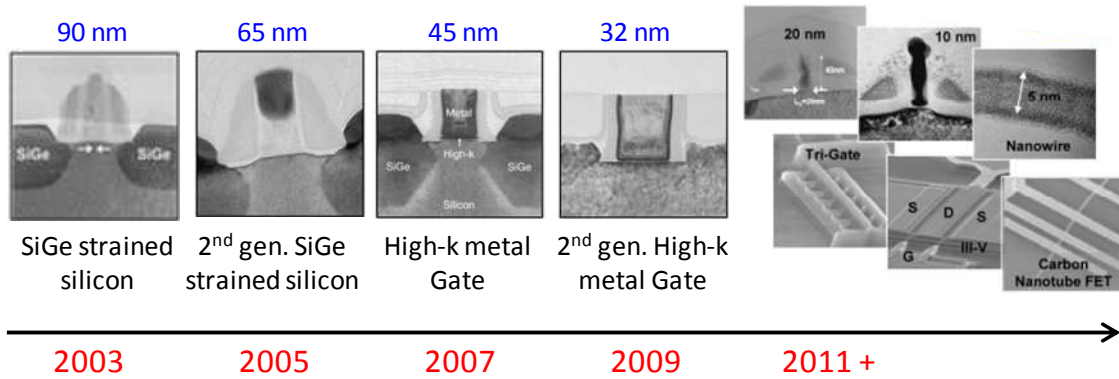 90 nm
65 nm
45 nm
32 nm
SiGe
SiGe
Metal
High-k
SiGe
SiGe
Silicon
20 nm
40nm
10 nm
5 nm
Nanowire
Tri-Gate
S
D
S
III-V
G
Carbon
Nanotube FET
SiGe strained
silicon
2nd gen. SiGe
strained silicon
High-k metal
Gate
2nd gen. High-k
metal Gate
2003
2005
2007
2009
2011 +